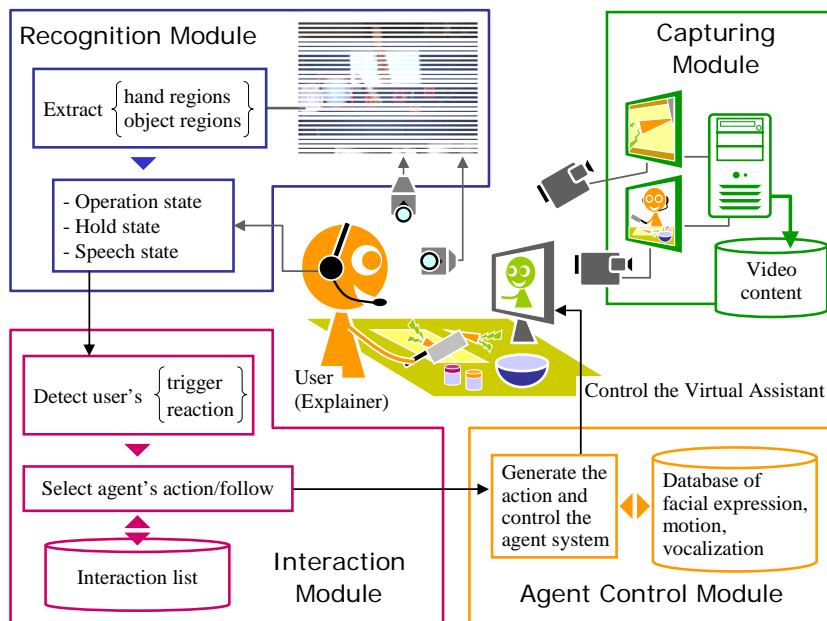 Recognition Module
Extract
hand regions
object regions
- Operation state
- Hold state
- Speech state
Capturing
Module
Video
content
User
(Explainer)
Control the Virtual Assistant
Detect user's
trigger
reaction
Select agent's action/follow
Interaction list
Interaction
Module
Generate the
action and
control the
agent system
Database of
facial expression,
motion,
vocalization
Agent Control Module